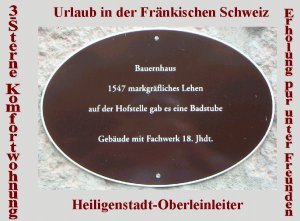 Urlaub in der Fränkischen Schweiz
3-Sterne Komfortwohnung
Bauernhaus
1547 markgräfliches Lehen
auf der Hofstelle gab es eine Badstube
Gebäude mit Fachwerk 18. Jhdt.
Erholung pur unter Freunden
Heiligenstadt-Oberleinleiter